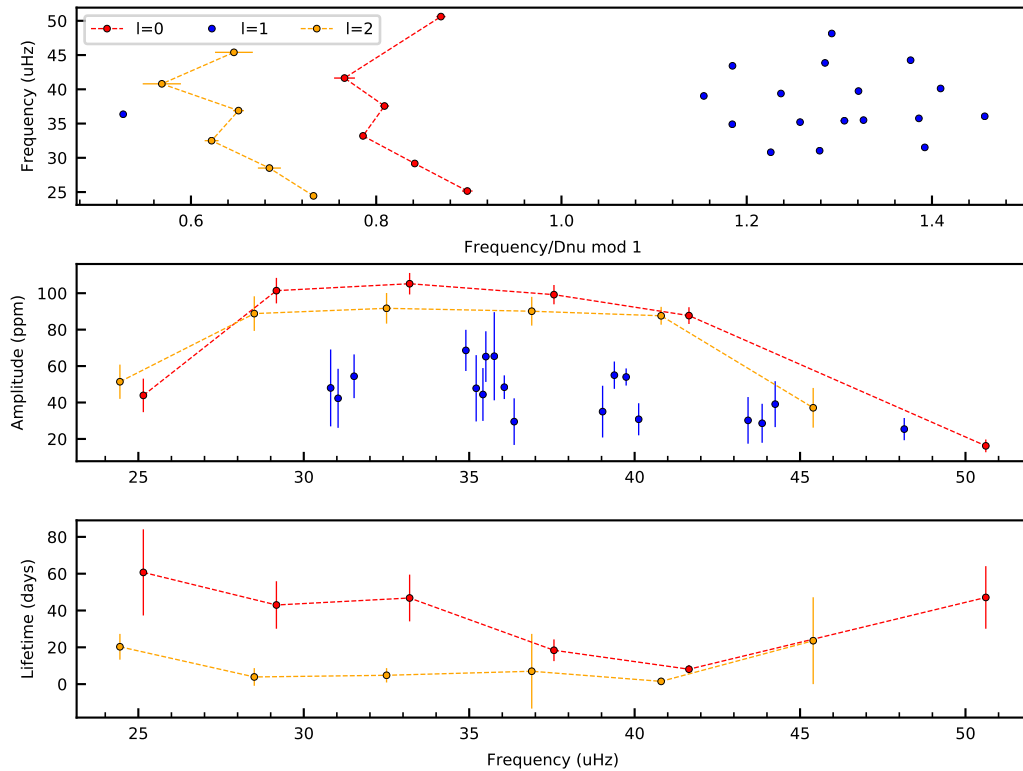 l=0 l=1 l=2
Frequency (uHz)
50
45
40
35
30
25
0.6 0.8 1.0 1.2 1.4
Frequency/Dnu mod 1
Amplitude (ppm)
100
80
60
40
20
25 30 35 40 45 50
Lifetime (days)
80
60
40
20
0
25 30 35 40 45 50
Frequency (uHz)